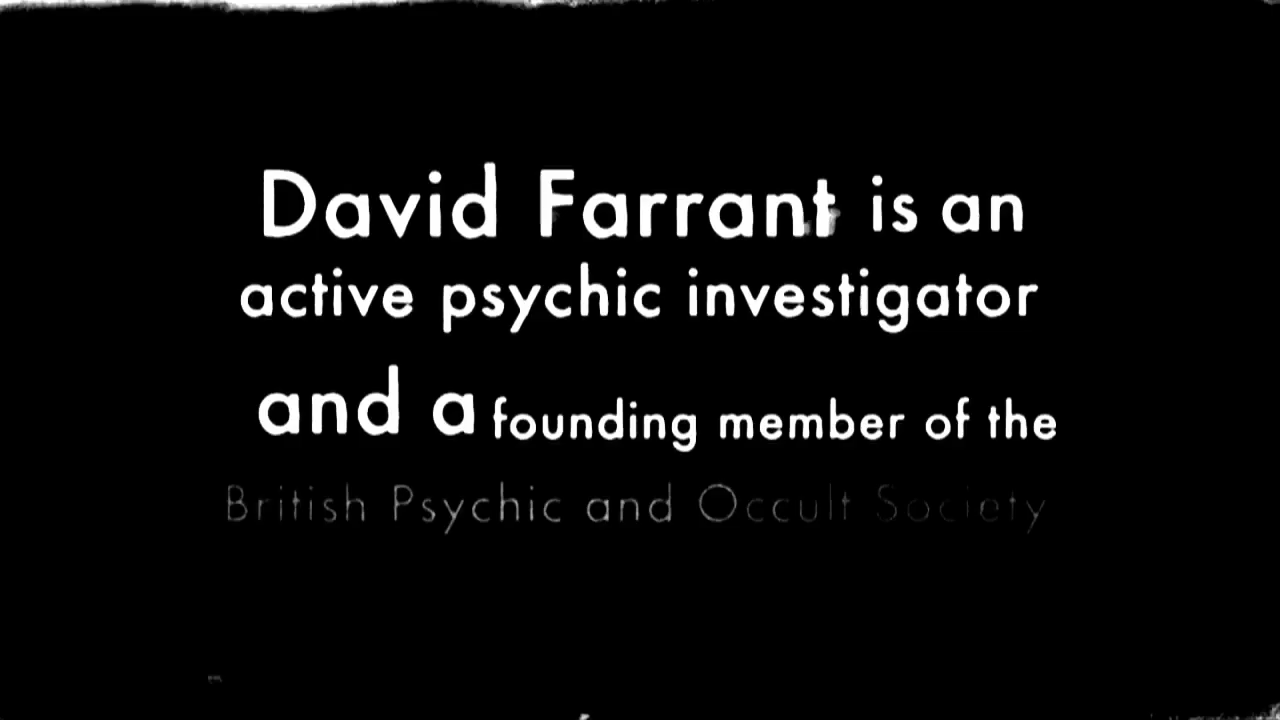 David Farrant is an
active psychic investigator
and a founding member of the
British Psychic and Occult Society